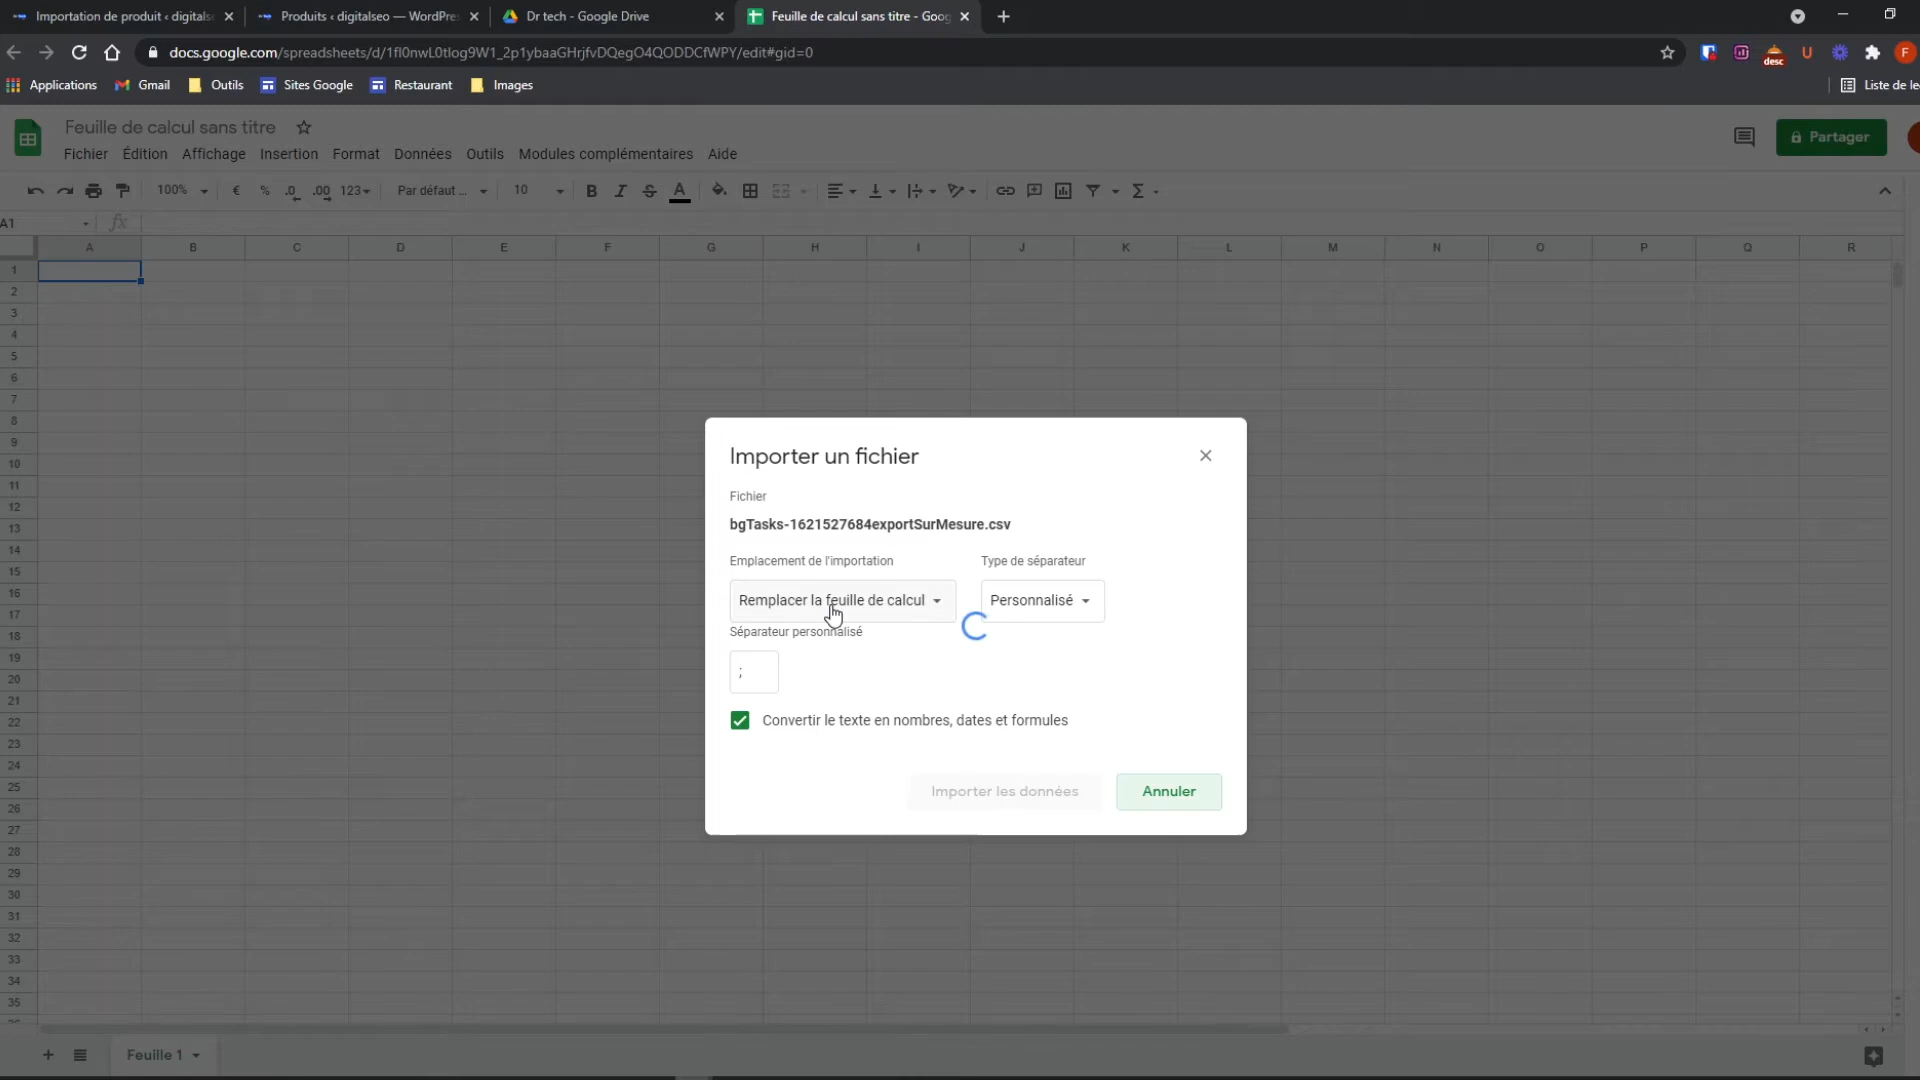 Importation de produit ‹ digitalse
Produits ‹ digitalseo — WordPres
Dr tech - Google Drive
Feuille de calcul sans titre - Goog
docs.google.com/spreadsheets/d/1fl0nwL0tlog9W1_2p1ybaaGHrjfvDQegO4QODDCfWPY/edit#gid=0
desc
U
F
Applications
Gmail
Outils
Sites Google
Restaurant
Images
Liste de le
Feuille de calcul sans titre
Partager
Fichier Édition Affichage Insertion Format Données Outils Modules complémentaires Aide
100% € % .0 .00 123 Par défaut ... 10 B I S A Σ
A1 fx
A B C D E F G H I J K L M N O P Q R
1
2
3
4
5
6
7
8
9
10
11
12
13
14
15
16
17
18
19
20
21
22
23
24
25
26
27
28
29
30
31
32
33
34
35
Importer un fichier
Fichier
bgTasks-1621527684exportSurMesure.csv
Emplacement de l'importation
Type de séparateur
Remplacer la feuille de calcul
Personnalisé
Séparateur personnalisé
;
Convertir le texte en nombres, dates et formules
Importer les données
Annuler
Feuille 1